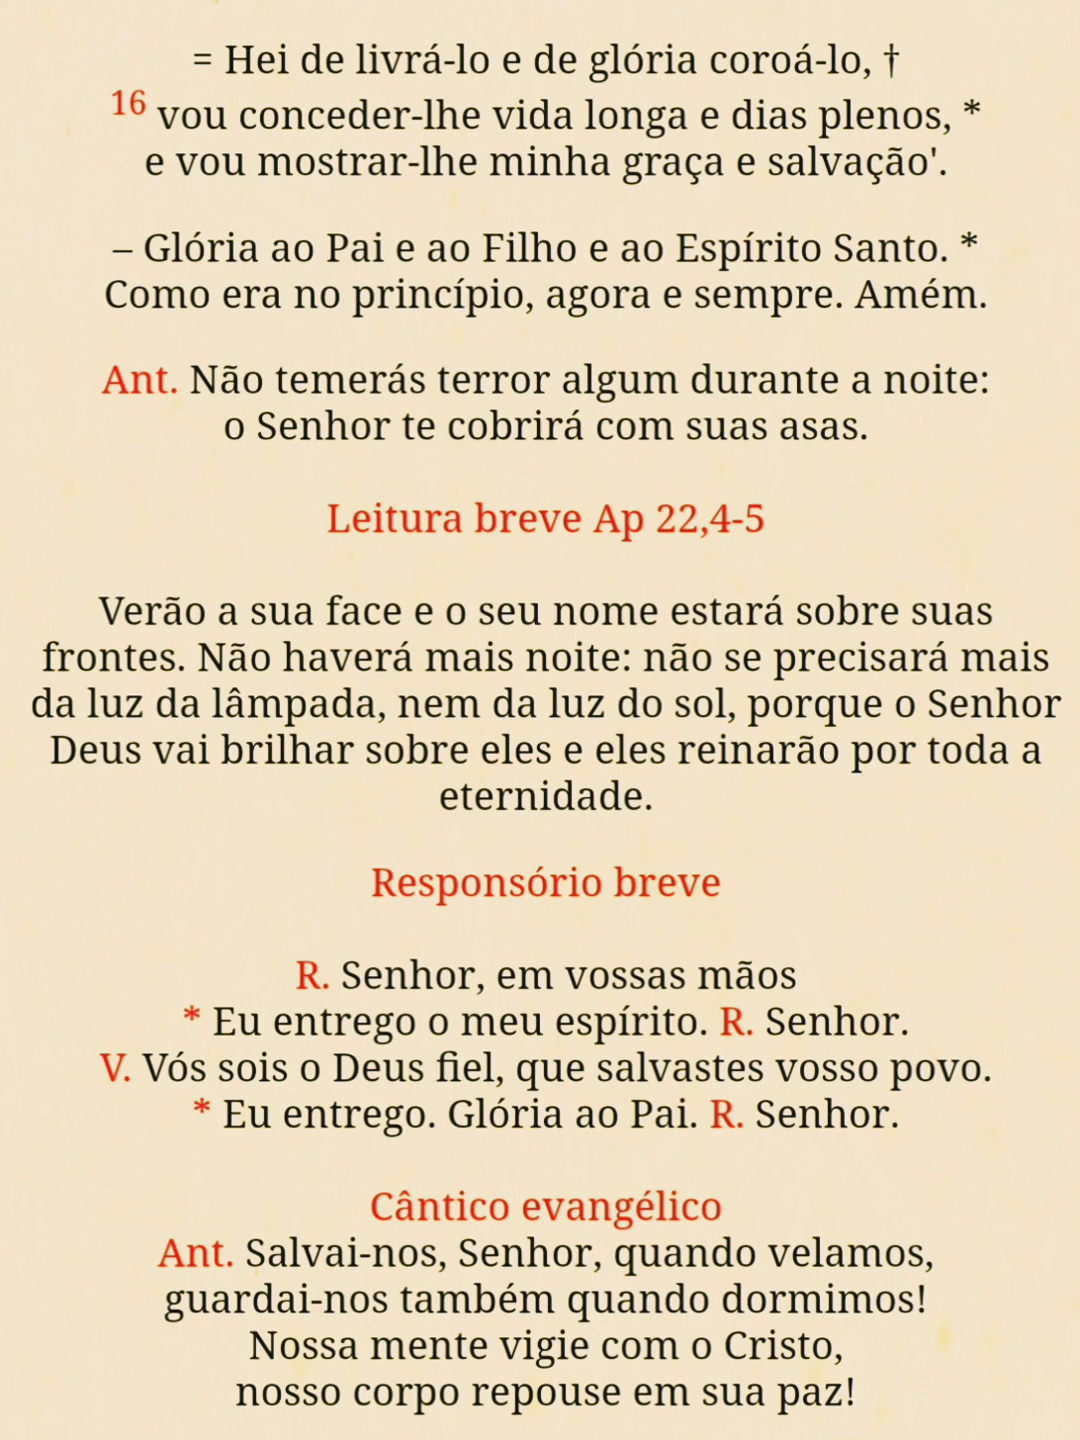 = Hei de livrá-lo e de glória coroá-lo, †
16 vou conceder-lhe vida longa e dias plenos, *
e vou mostrar-lhe minha graça e salvação'.
– Glória ao Pai e ao Filho e ao Espírito Santo. *
Como era no princípio, agora e sempre. Amém.
Ant. Não temerás terror algum durante a noite:
o Senhor te cobrirá com suas asas.
Leitura breve Ap 22,4-5
Verão a sua face e o seu nome estará sobre suas
frontes. Não haverá mais noite: não se precisará mais
da luz da lâmpada, nem da luz do sol, porque o Senhor
Deus vai brilhar sobre eles e eles reinarão por toda a
eternidade.
Responsório breve
R. Senhor, em vossas mãos
* Eu entrego o meu espírito. R. Senhor.
V. Vós sois o Deus fiel, que salvastes vosso povo.
* Eu entrego. Glória ao Pai. R. Senhor.
Cântico evangélico
Ant. Salvai-nos, Senhor, quando velamos,
guardai-nos também quando dormimos!
Nossa mente vigie com o Cristo,
nosso corpo repouse em sua paz!